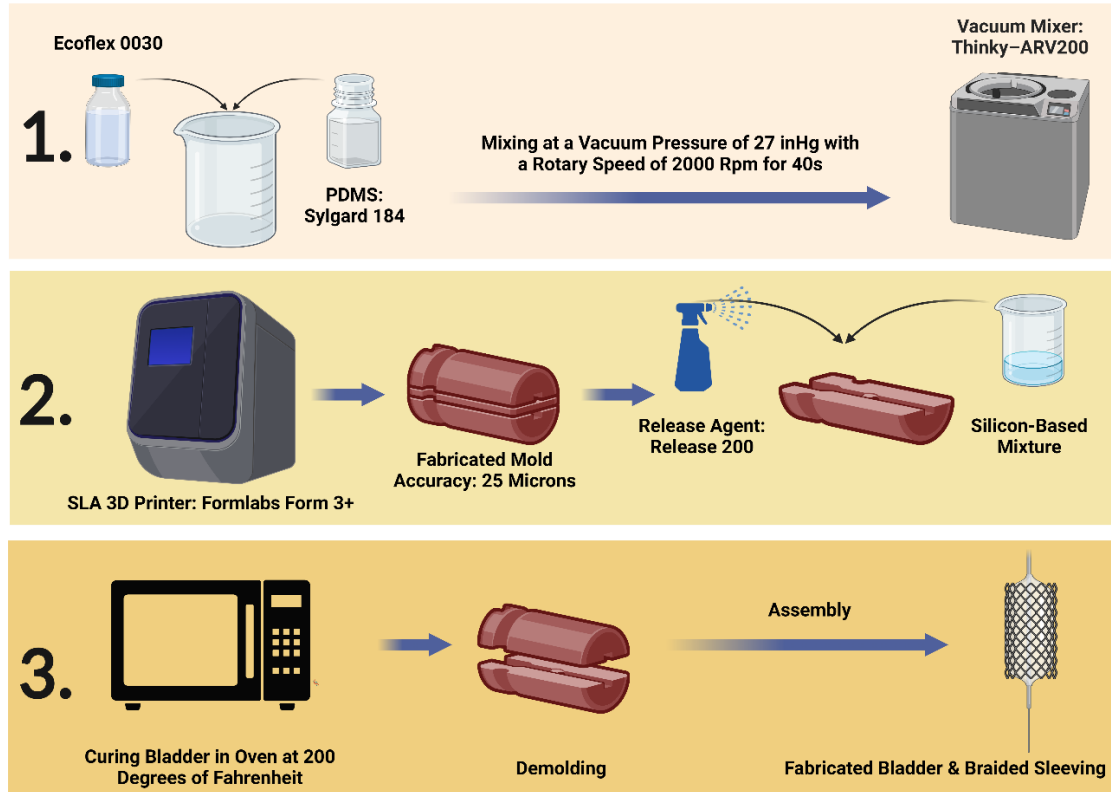 1.
Ecoflex 0030
PDMS:
Sylgard 184
Mixing at a Vacuum Pressure of 27 inHg with
a Rotary Speed of 2000 Rpm for 40s
Vacuum Mixer:
Thinky–ARV200
2.
SLA 3D Printer: Formlabs Form 3+
Fabricated Mold
Accuracy: 25 Microns
Release Agent:
Release 200
Silicon-Based
Mixture
3.
Curing Bladder in Oven at 200
Degrees of Fahrenheit
Demolding
Assembly
Fabricated Bladder & Braided Sleeving